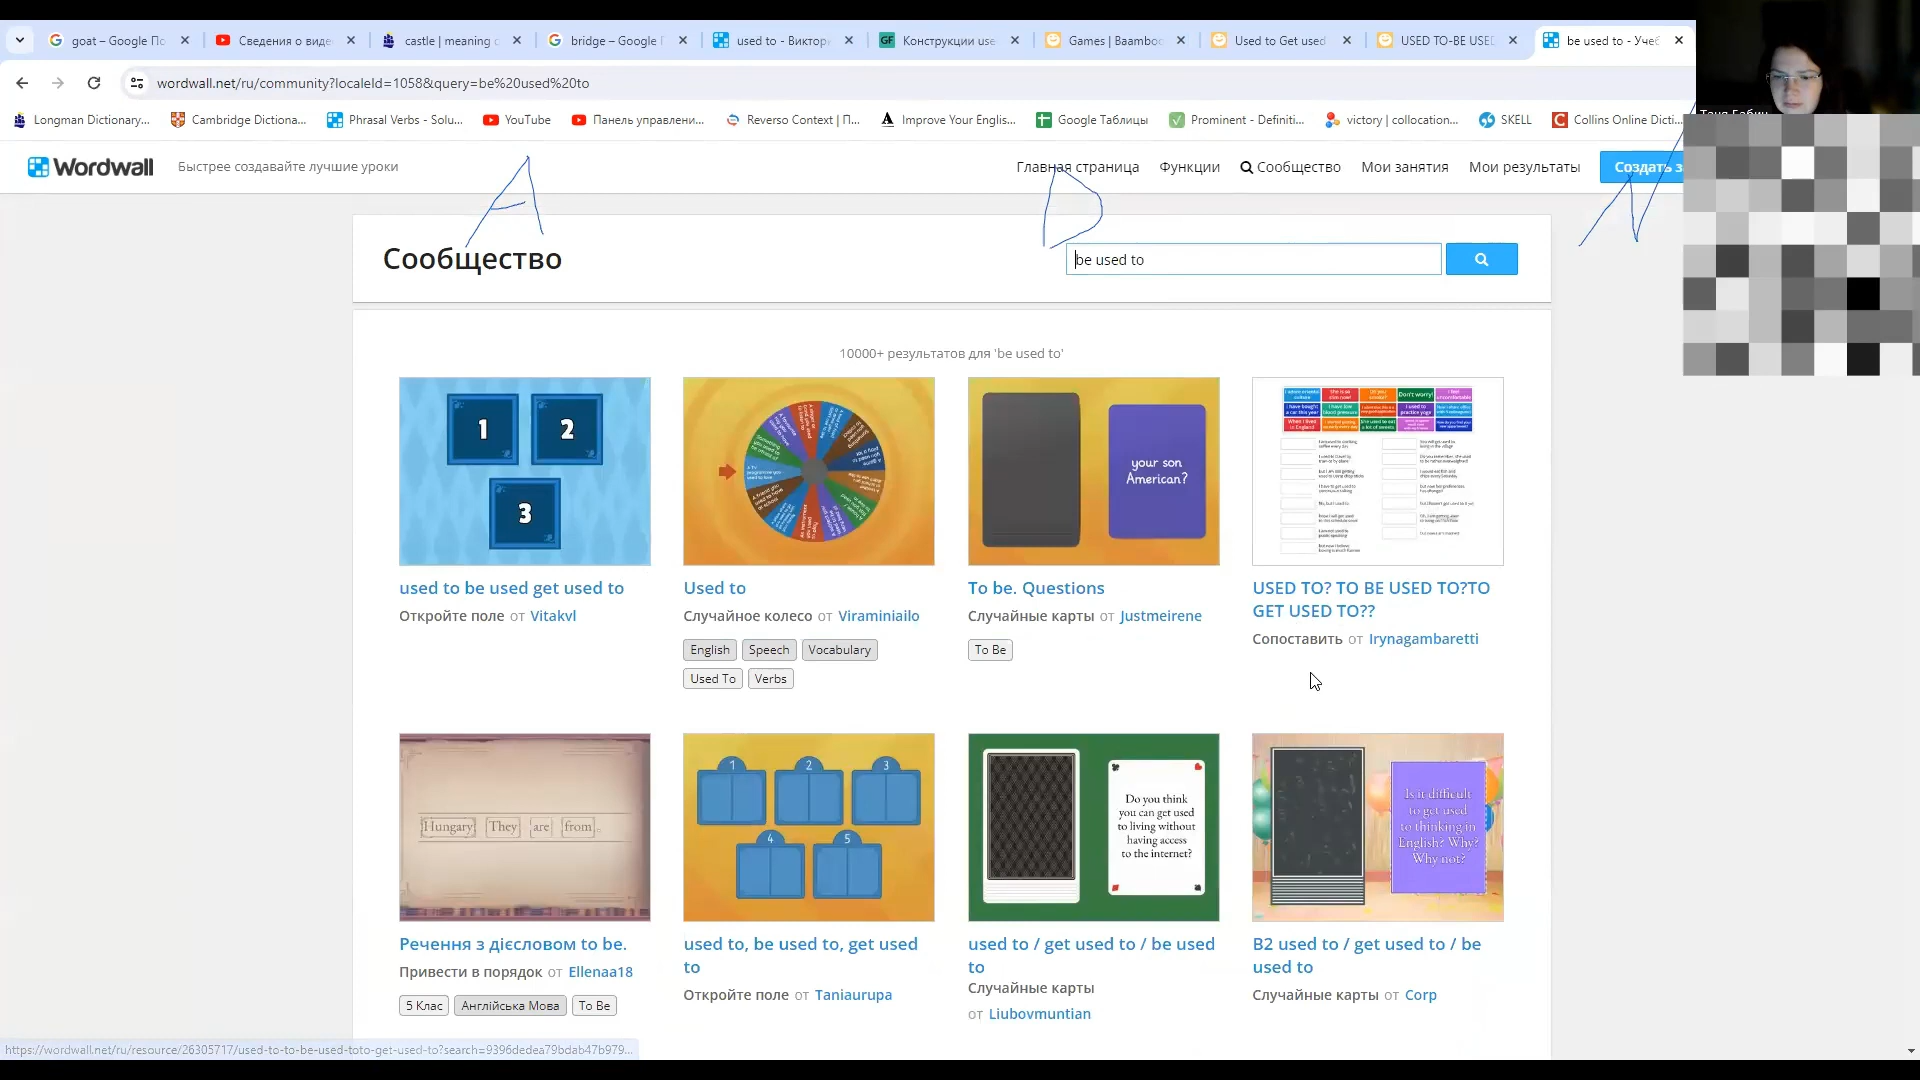 goat – Google По
Сведения о виде
castle | meaning o
bridge – Google П
used to - Виктори
Конструкции use
Games | Baamboo
Used to Get used
USED TO-BE USED
be used to - Учеб
wordwall.net/ru/community?localeId=1058&query=be%20used%20to
Longman Dictionary...
Cambridge Dictiona...
Phrasal Verbs - Solu...
YouTube
Панель управлени...
Reverso Context | П...
Improve Your Englis...
Google Таблицы
Prominent - Definiti...
victory | collocation...
SKELL
Collins Online Dicti...
Wordwall
Быстрее создавайте лучшие уроки
Главная страница
Функции
Сообщество
Мои занятия
Мои результаты
Создать з
A
D
N
Сообщество
be used to
10000+ результатов для 'be used to'
1
2
3
your son
American?
used to be used get used to
Откройте поле от Vitakvl
Used to
Случайное колесо от Viraminiailo
English
Speech
Vocabulary
Used To
Verbs
To be. Questions
Случайные карты от Justmeirene
To Be
USED TO? TO BE USED TO?TO
GET USED TO??
Сопоставить от Irynagambaretti
Hungary They are from .
1
2
3
4
5
Do you think
you can get used
to living without
having access
to the internet?
Is it difficult
to get used
to thinking in
English? Why?
Why not?
Речення з дієсловом to be.
Привести в порядок от Ellenaa18
5 Клас
Англійська Мова
To Be
used to, be used to, get used
to
Откройте поле от Taniaurupa
used to / get used to / be used
to
Случайные карты
от Liubovmuntian
B2 used to / get used to / be
used to
Случайные карты от Corp
https://wordwall.net/ru/resource/26305717/used-to-to-be-used-toto-get-used-to?search=9396dedea79bdab47b979...